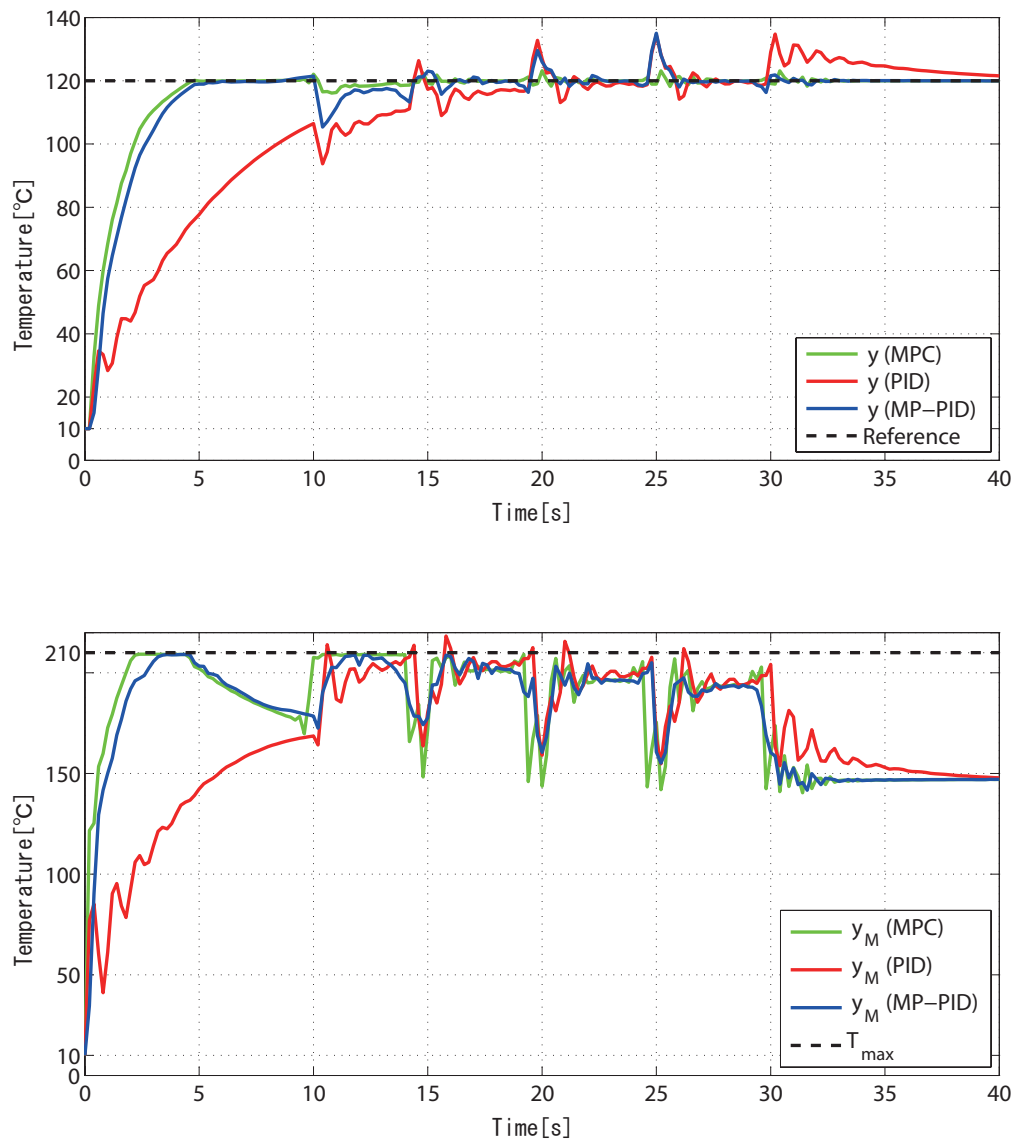 140
120
100
80
60
40
20
10
0
Temperature[℃]
0 5 10 15 20 25 30 35 40
Time[s]
y (MPC)
y (PID)
y (MP−PID)
Reference
210
150
100
50
10
0
Temperature[℃]
0 5 10 15 20 25 30 35 40
Time[s]
y_M (MPC)
y_M (PID)
y_M (MP−PID)
T_max